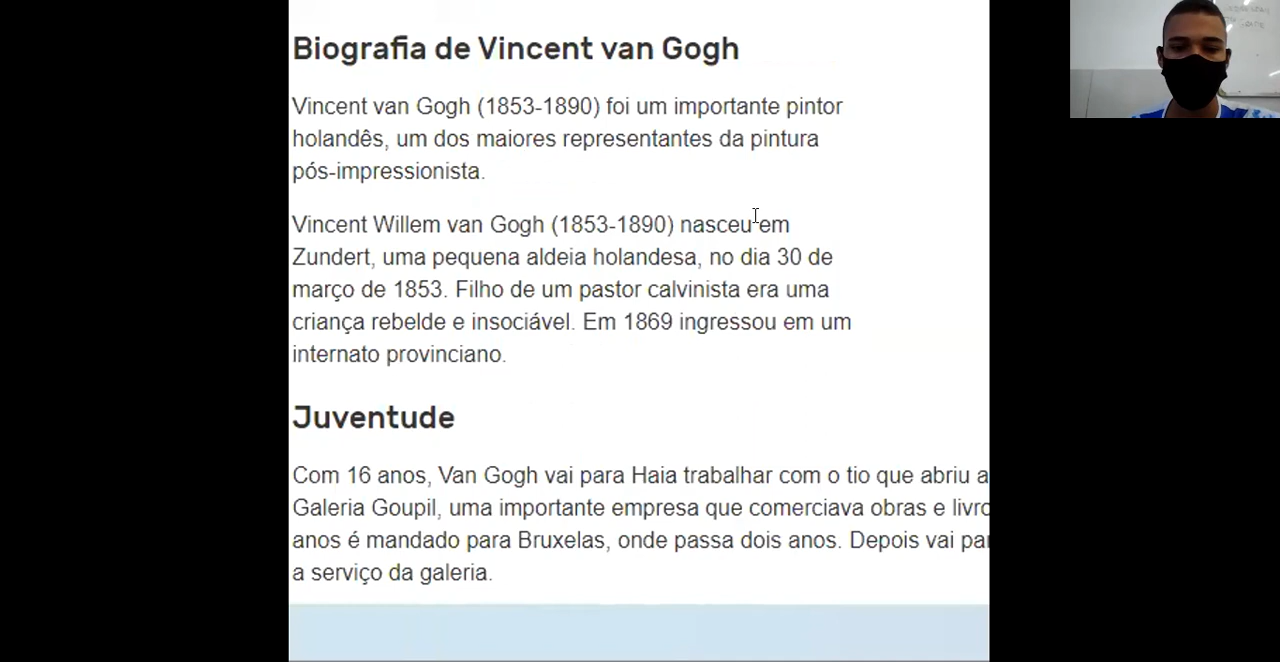 Biografia de Vincent van Gogh
Vincent van Gogh (1853-1890) foi um importante pintor
holandês, um dos maiores representantes da pintura
pós-impressionista.
Vincent Willem van Gogh (1853-1890) nasceu em
Zundert, uma pequena aldeia holandesa, no dia 30 de
março de 1853. Filho de um pastor calvinista era uma
criança rebelde e insociável. Em 1869 ingressou em um
internato provinciano.
Juventude
Com 16 anos, Van Gogh vai para Haia trabalhar com o tio que abriu a
Galeria Goupil, uma importante empresa que comerciava obras e livro
anos é mandado para Bruxelas, onde passa dois anos. Depois vai
a serviço da galeria.